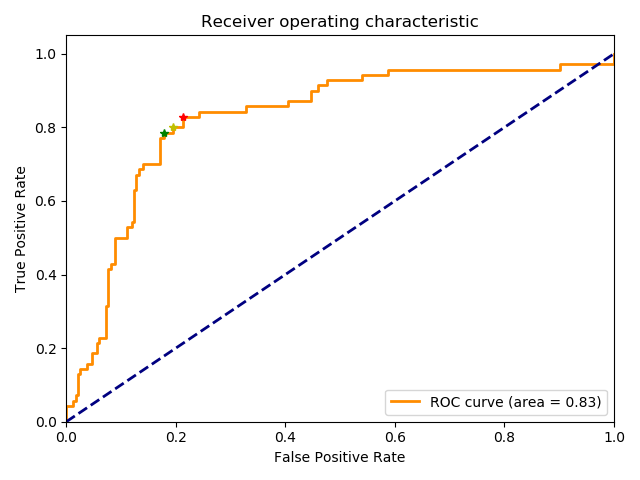 Receiver operating characteristic
True Positive Rate
1.0
0.8
0.6
0.4
0.2
0.0
ROC curve (area = 0.83)
0.0 0.2 0.4 0.6 0.8 1.0
False Positive Rate